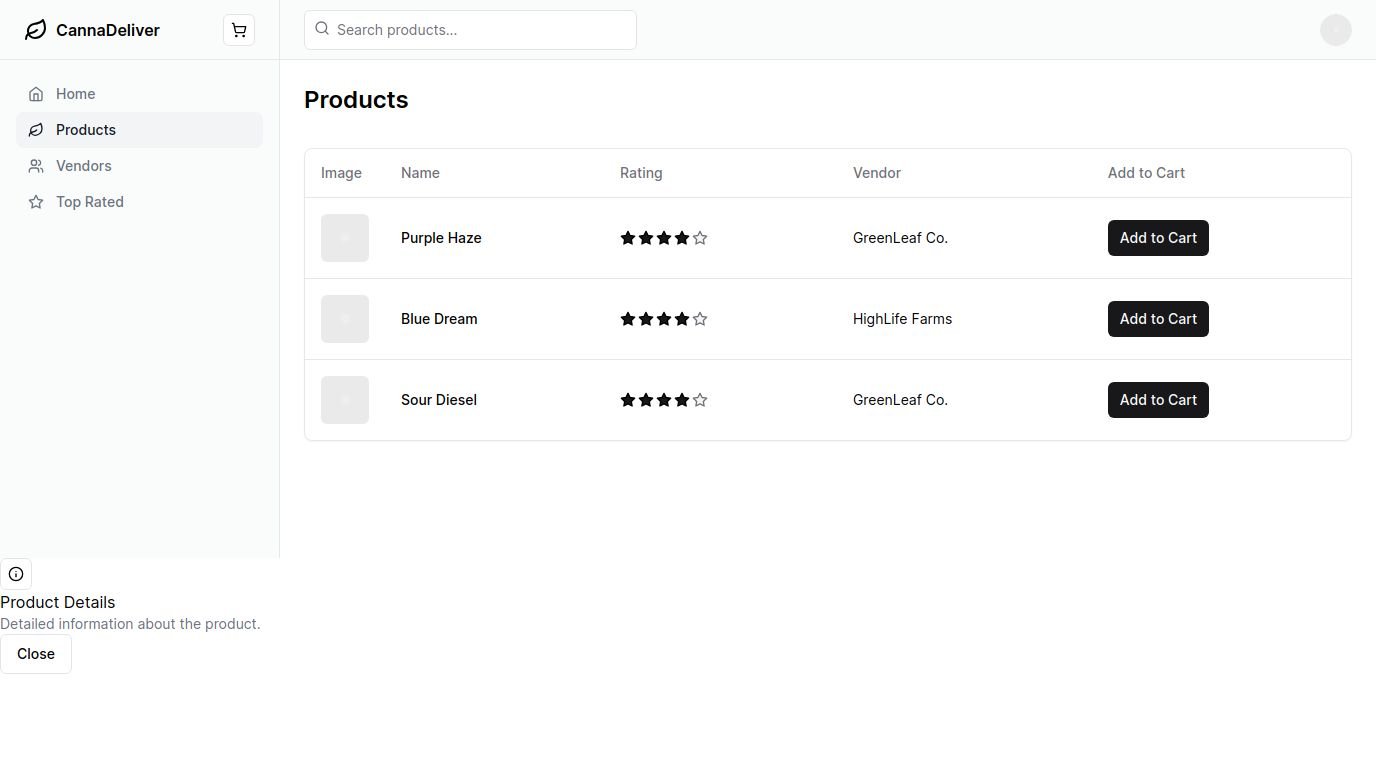 CannaDeliver
Search products...
Home
Products
Vendors
Top Rated
Products
Image Name Rating Vendor Add to Cart
Purple Haze GreenLeaf Co. Add to Cart
Blue Dream HighLife Farms Add to Cart
Sour Diesel GreenLeaf Co. Add to Cart
Product Details
Detailed information about the product.
Close